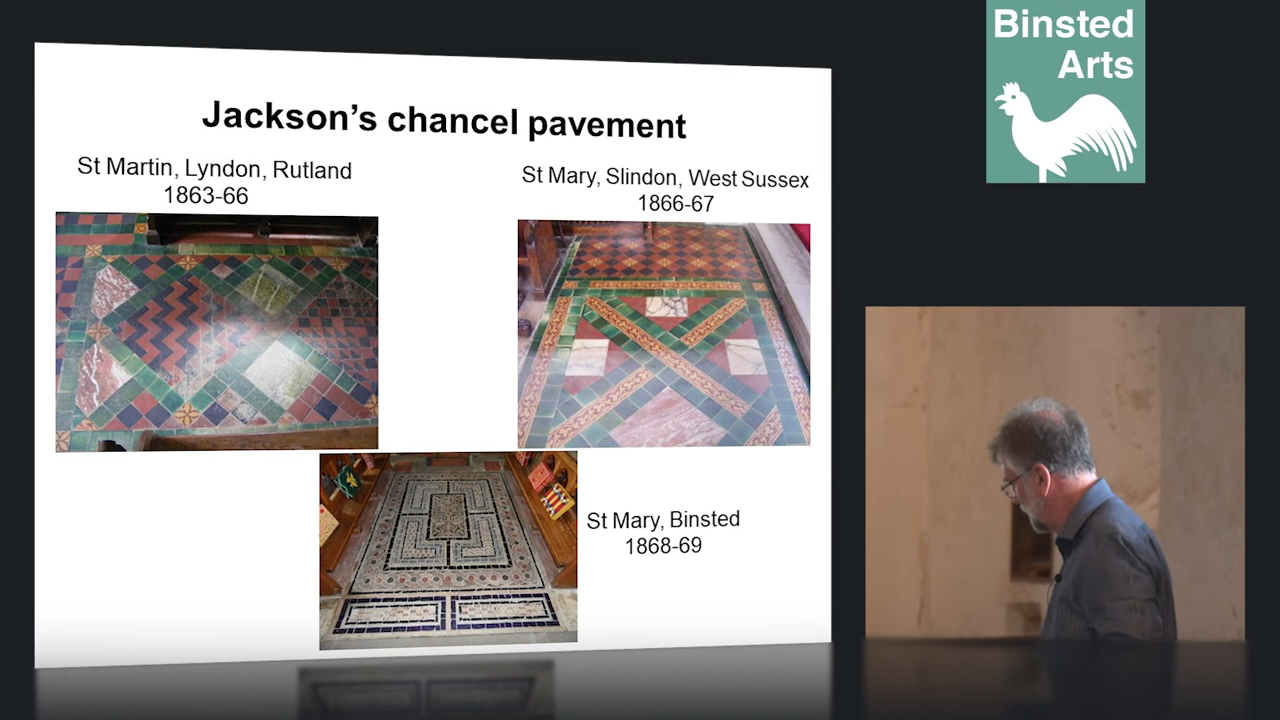 Binsted
Arts
Jackson's chancel pavement
St Martin, Lyndon, Rutland
1863-66
St Mary, Slindon, West Sussex
1866-67
St Mary, Binsted
1868-69